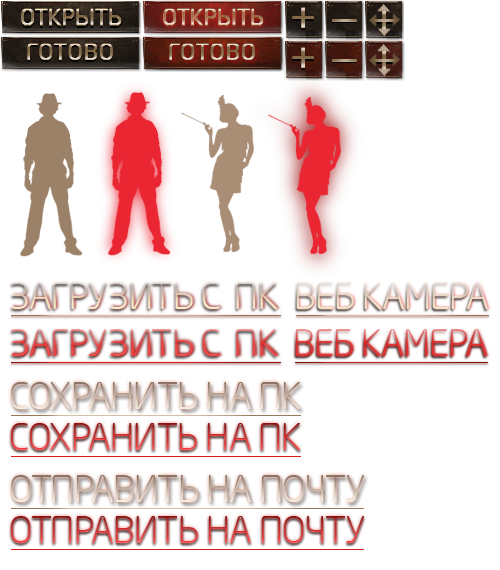 ОТКРЫТЬ ОТКРЫТЬ + –
ГОТОВО ГОТОВО + –
ЗАГРУЗИТЬ С ПК ВЕБ КАМЕРА
ЗАГРУЗИТЬ С ПК ВЕБ КАМЕРА
СОХРАНИТЬ НА ПК
СОХРАНИТЬ НА ПК
ОТПРАВИТЬ НА ПОЧТУ
ОТПРАВИТЬ НА ПОЧТУ